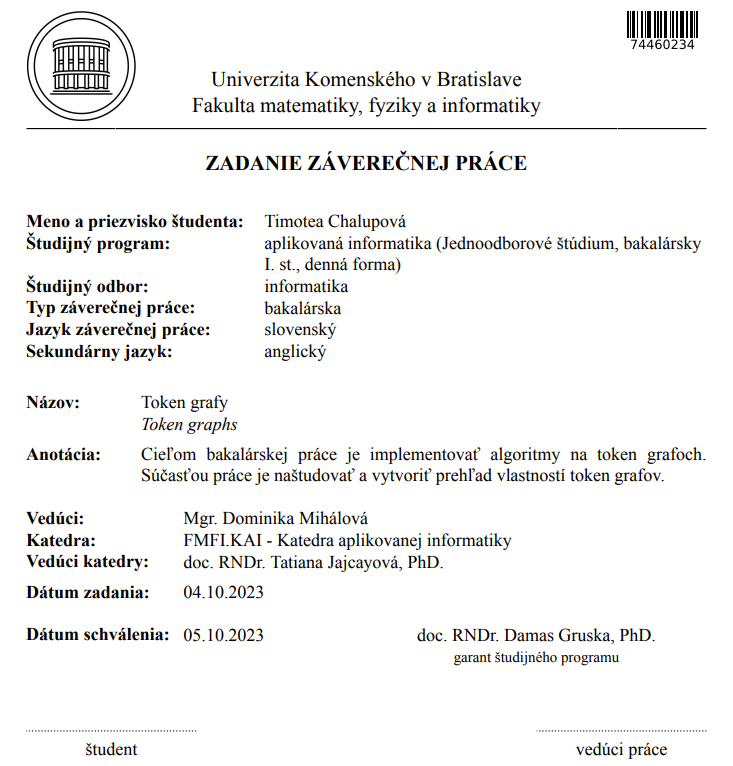 74460234
Univerzita Komenského v Bratislave
Fakulta matematiky, fyziky a informatiky
ZADANIE ZÁVEREČNEJ PRÁCE
Meno a priezvisko študenta: Timotea Chalupová
Študijný program: aplikovaná informatika (Jednoodborové štúdium, bakalársky
I. st., denná forma)
Študijný odbor: informatika
Typ záverečnej práce: bakalárska
Jazyk záverečnej práce: slovenský
Sekundárny jazyk: anglický
Názov: Token grafy
Token graphs
Anotácia: Cieľom bakalárskej práce je implementovať algoritmy na token grafoch.
Súčasťou práce je naštudovať a vytvoriť prehľad vlastností token grafov.
Vedúci: Mgr. Dominika Mihálová
Katedra: FMFI.KAI - Katedra aplikovanej informatiky
Vedúci katedry: doc. RNDr. Tatiana Jajcayová, PhD.
Dátum zadania: 04.10.2023
Dátum schválenia: 05.10.2023 doc. RNDr. Damas Gruska, PhD.
garant študijného programu
študent vedúci práce